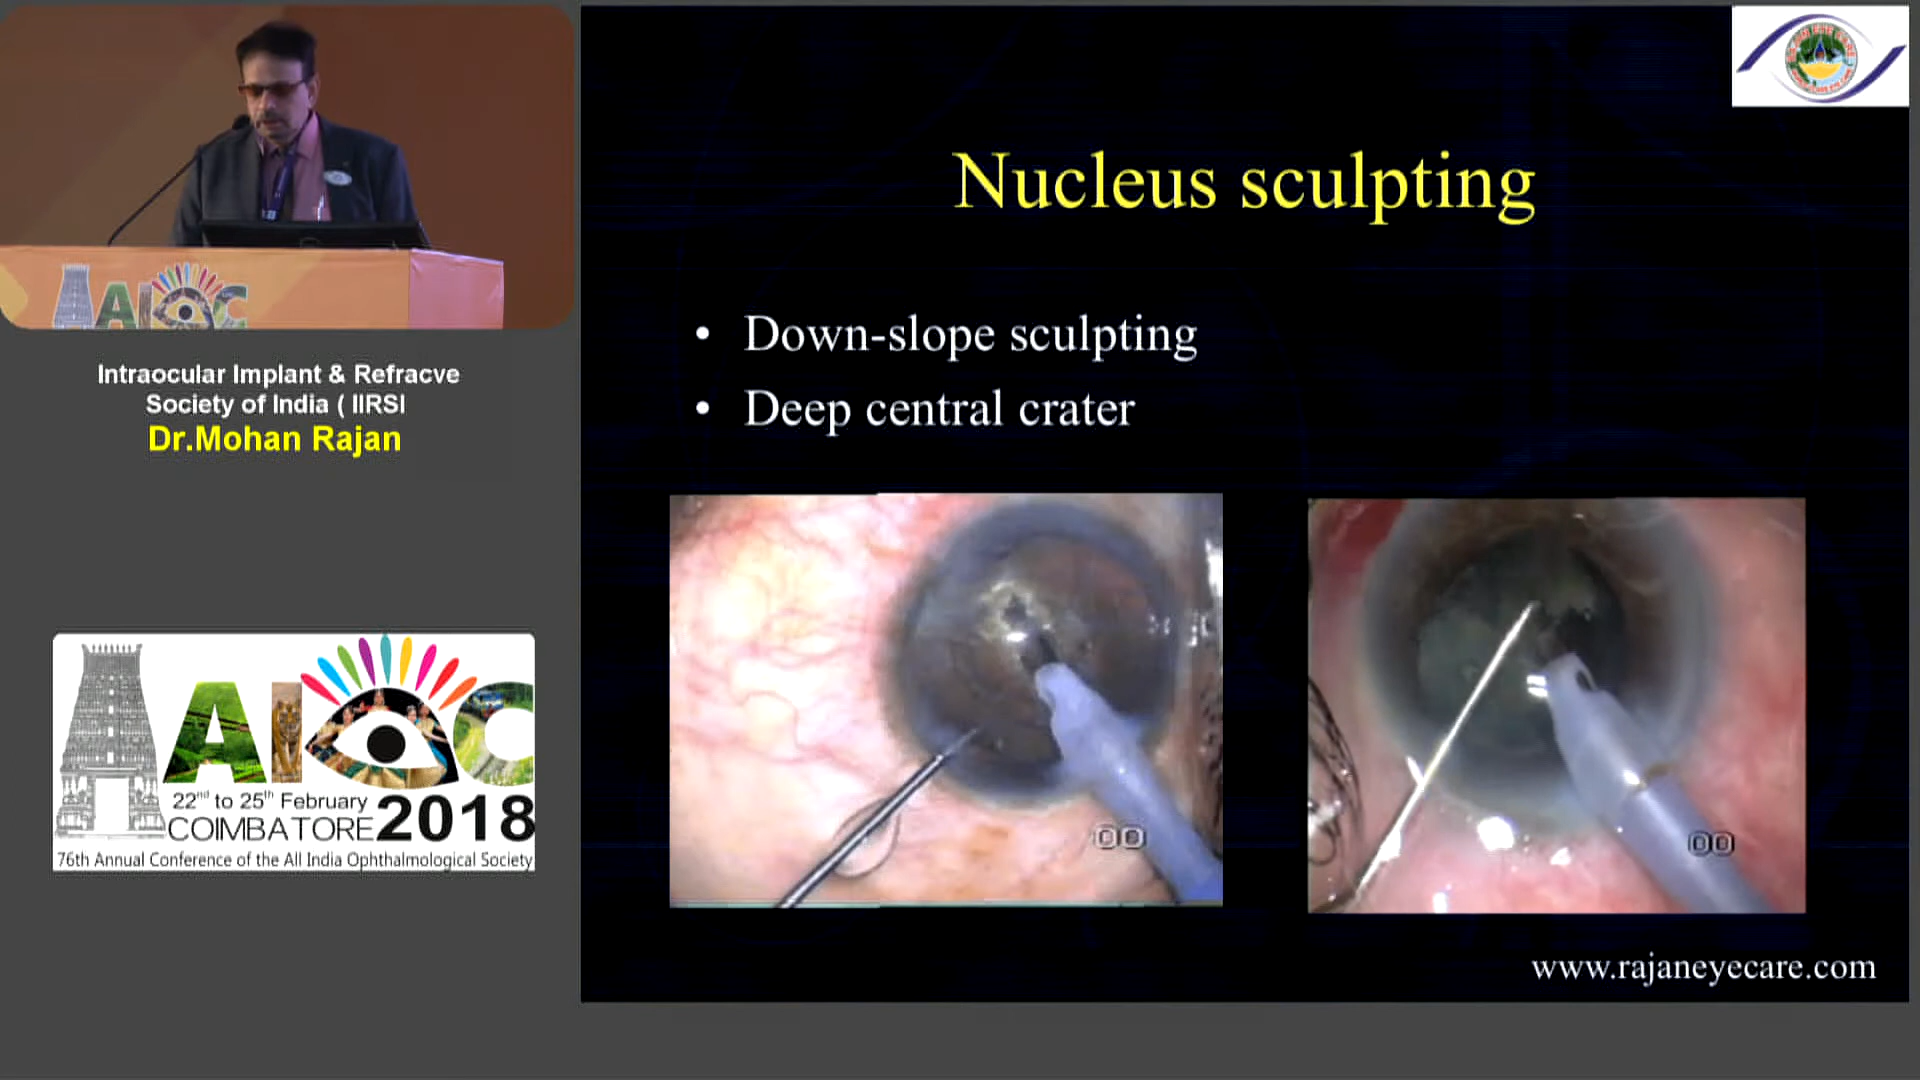 Intraocular Implant & Refracve
Society of India ( IIRSI
Dr.Mohan Rajan
AIOC
22nd to 25th February
COIMBATORE 2018
76th Annual Conference of the All India Ophthalmological Society
Nucleus sculpting
• Down-slope sculpting
• Deep central crater
www.rajaneyecare.com
AIOC